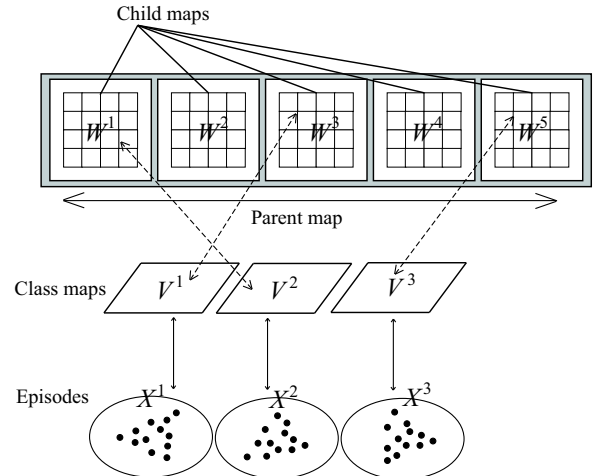 Child maps
W¹ W² W³ W⁴ W⁵
Parent map
Class maps V¹ V² V³
Episodes X¹ X² X³